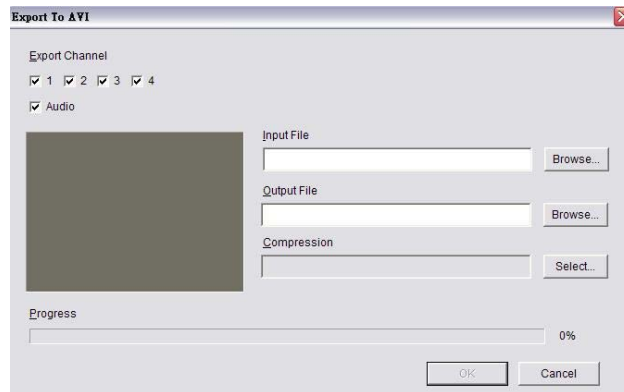 Export To AVI
Export Channel
1 2 3 4
Audio
Input File
Browse...
Output File
Browse...
Compression
Select...
Progress
0%
OK Cancel